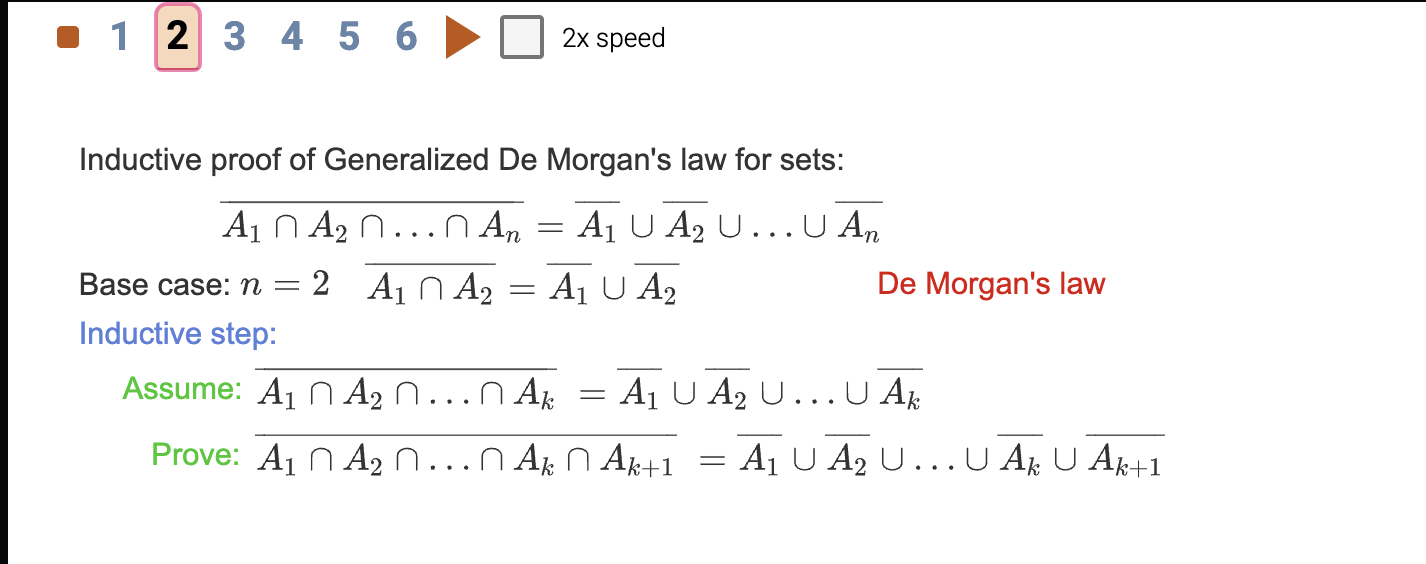 1 2 3 4 5 6 2x speed
Inductive proof of Generalized De Morgan's law for sets:
$\overline{A_1 \cap A_2 \cap \ldots \cap A_n} = \overline{A_1} \cup \overline{A_2} \cup \ldots \cup \overline{A_n}$
Base case: $n = 2$ $\overline{A_1 \cap A_2} = \overline{A_1} \cup \overline{A_2}$ De Morgan's law
Inductive step:
Assume: $\overline{A_1 \cap A_2 \cap \ldots \cap A_k} = \overline{A_1} \cup \overline{A_2} \cup \ldots \cup \overline{A_k}$
Prove: $\overline{A_1 \cap A_2 \cap \ldots \cap A_k \cap A_{k+1}} = \overline{A_1} \cup \overline{A_2} \cup \ldots \cup \overline{A_k} \cup \overline{A_{k+1}}$